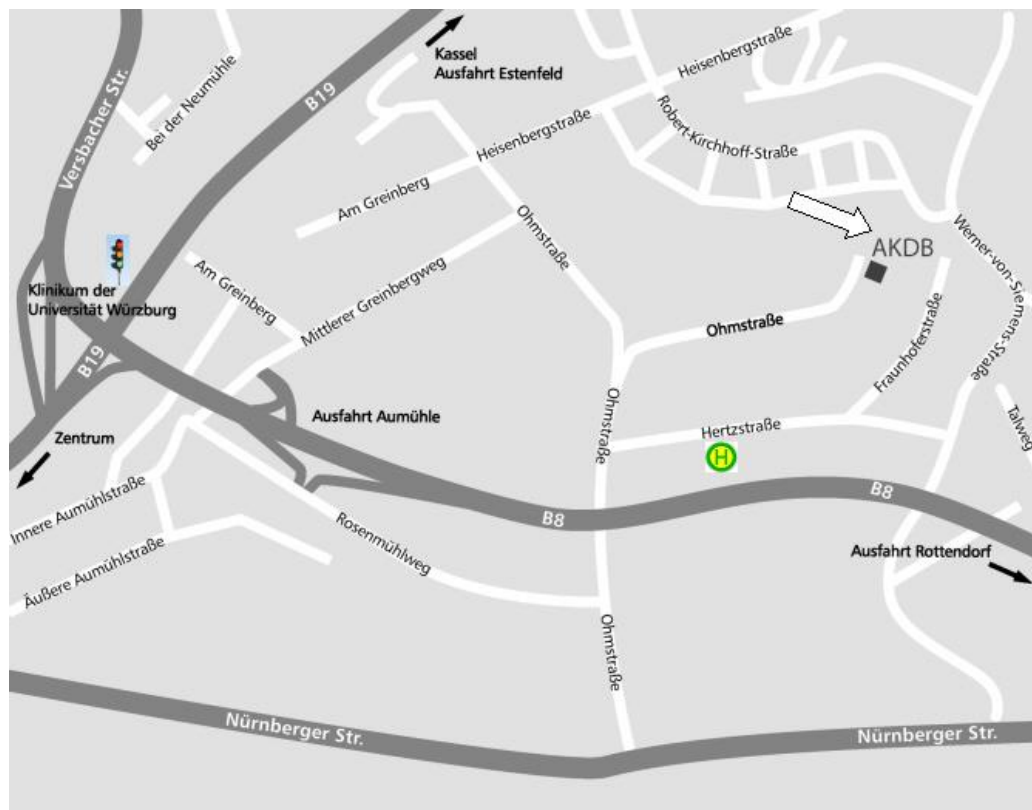 Kassel
Ausfahrt Estenfeld
Heisenbergstraße
B19
Versbacher Str.
Bei der Neumühle
Heisenbergstraße
Robert-Kirchhoff-Straße
Am Greinberg
Ohmstraße
Werner-von-Siemens-Straße
AKDB
Klinikum der
Universität Würzburg
Am Greinberg
Mittlerer Greinbergweg
Ohmstraße
Fraunhoferstraße
B19
Ausfahrt Aumühle
Ohmstraße
Hertzstraße
Talweg
Zentrum
H
B8
B8
Innere Aumühlstraße
Rosenmühlweg
Ausfahrt Rottendorf
Äußere Aumühlstraße
Ohmstraße
Nürnberger Str.
Nürnberger Str.